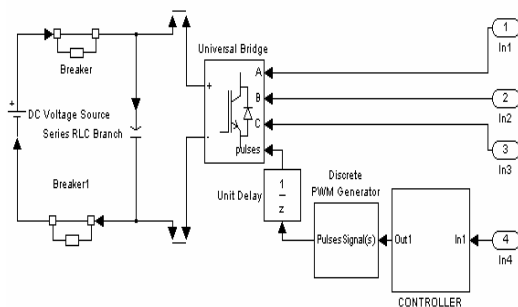 Breaker
+
DC Voltage Source
Series RLC Branch
Breaker1
Universal Bridge
+
-
A
B
C
pulses
Unit Delay
1
z
Discrete
PWM Generator
Pulses Signal(s)
Out1
In1
CONTROLLER
1
In1
2
In2
3
In3
4
In4